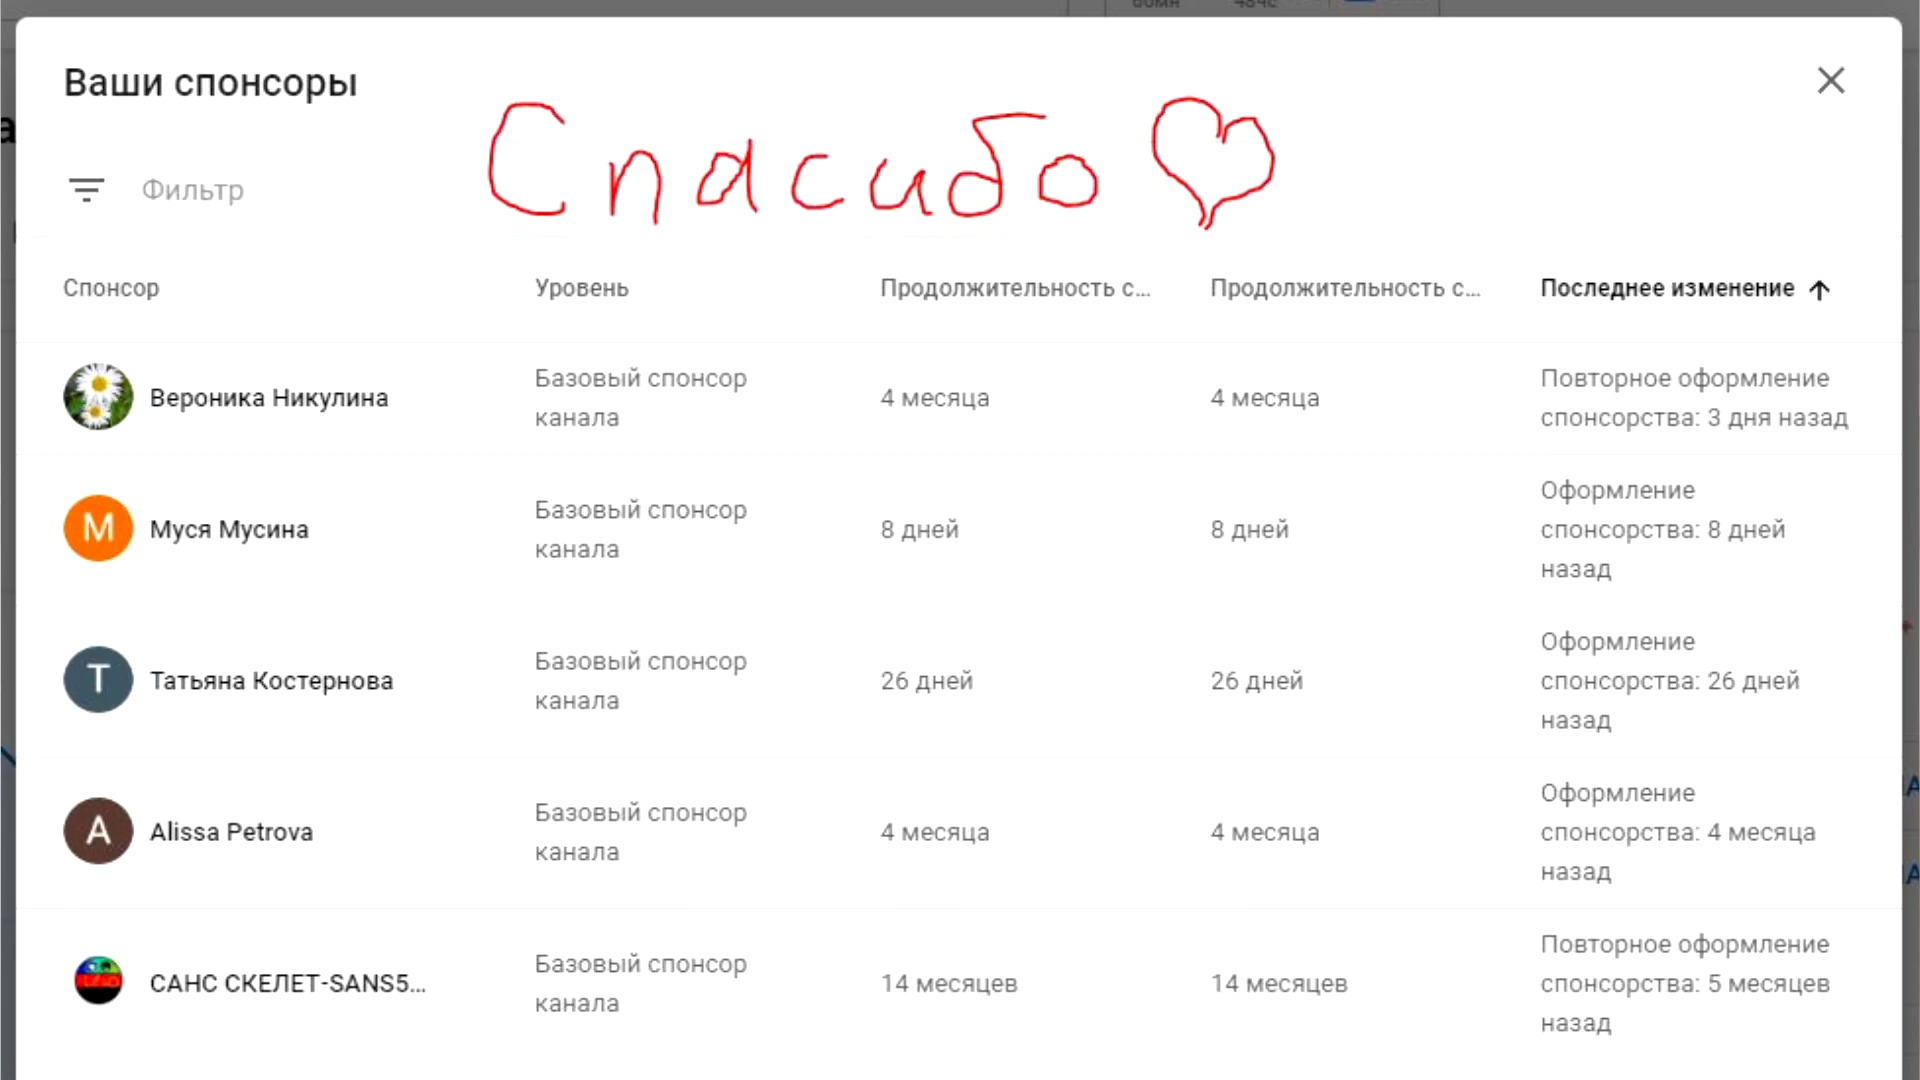 Ваши спонсоры
Спасибо
Фильтр
Спонсор Уровень Продолжительность с... Продолжительность с... Последнее изменение
Вероника Никулина
Базовый спонсор
канала
4 месяца
4 месяца
Повторное оформление
спонсорства: 3 дня назад
М
Муся Мусина
Базовый спонсор
канала
8 дней
8 дней
Оформление
спонсорства: 8 дней
назад
Т
Татьяна Костернова
Базовый спонсор
канала
26 дней
26 дней
Оформление
спонсорства: 26 дней
назад
A
Alissa Petrova
Базовый спонсор
канала
4 месяца
4 месяца
Оформление
спонсорства: 4 месяца
назад
САНС СКЕЛЕТ-SANS5...
Базовый спонсор
канала
14 месяцев
14 месяцев
Повторное оформление
спонсорства: 5 месяцев
назад